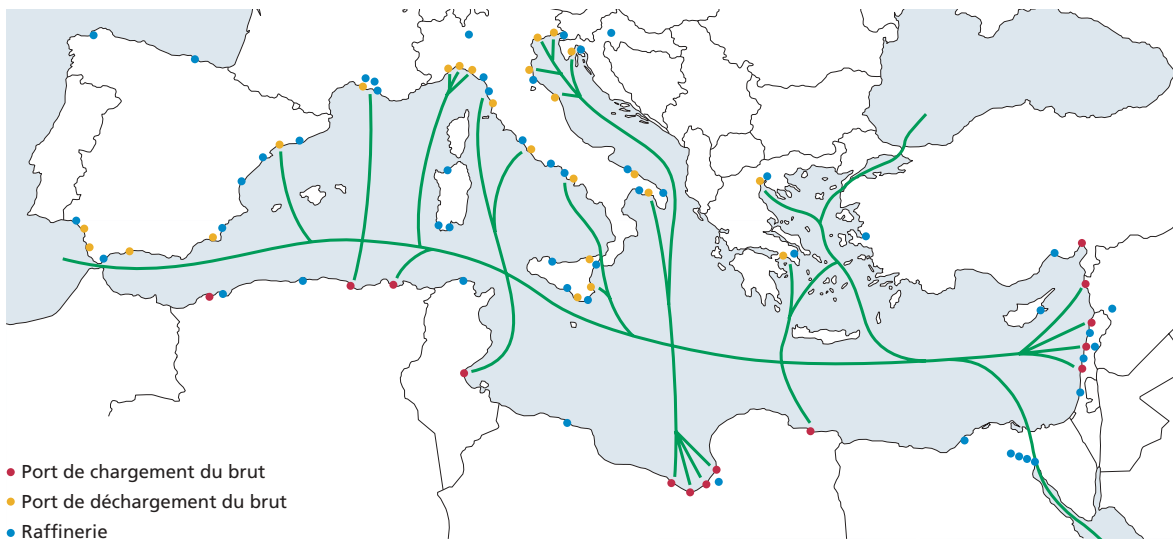 Port de chargement du brut
Port de déchargement du brut
Raffinerie